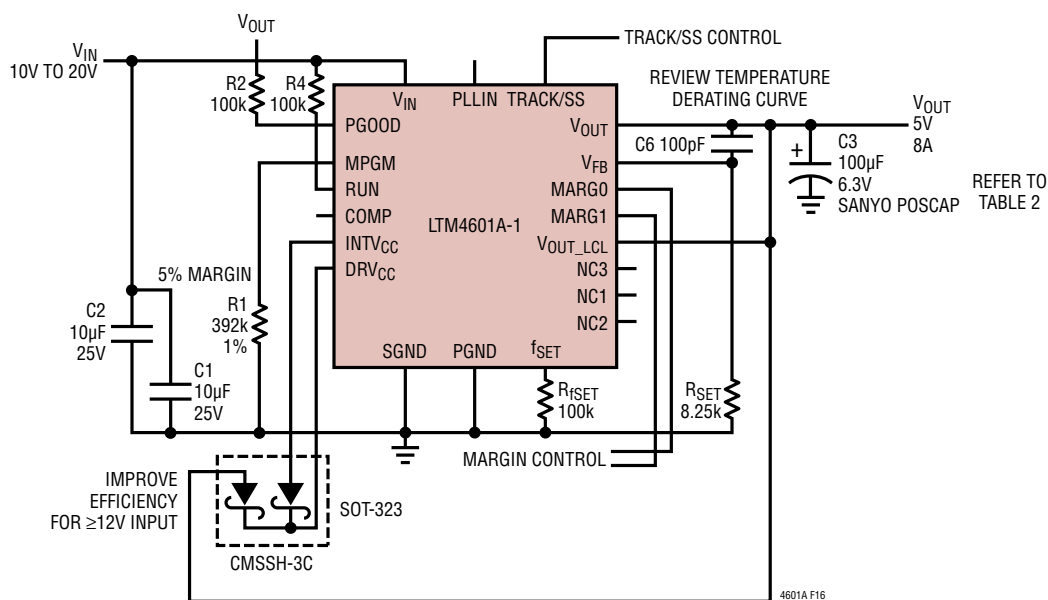 VOUT
VIN
10V TO 20V
R2
100k
R4
100k
TRACK/SS CONTROL
REVIEW TEMPERATURE
DERATING CURVE
VIN
PLLIN
TRACK/SS
PGOOD
MPGM
RUN
COMP
INTVCC
DRVCC
LTM4601A-1
VOUT
VFB
MARG0
MARG1
VOUT_LCL
NC3
NC1
NC2
SGND
PGND
fSET
C6 100pF
VOUT
5V
8A
+
C3
100µF
6.3V
SANYO POSCAP
REFER TO
TABLE 2
5% MARGIN
R1
392k
1%
C2
10µF
25V
C1
10µF
25V
RfSET
100k
RSET
8.25k
MARGIN CONTROL
IMPROVE
EFFICIENCY
FOR ≥12V INPUT
SOT-323
CMSSH-3C
4601A F16